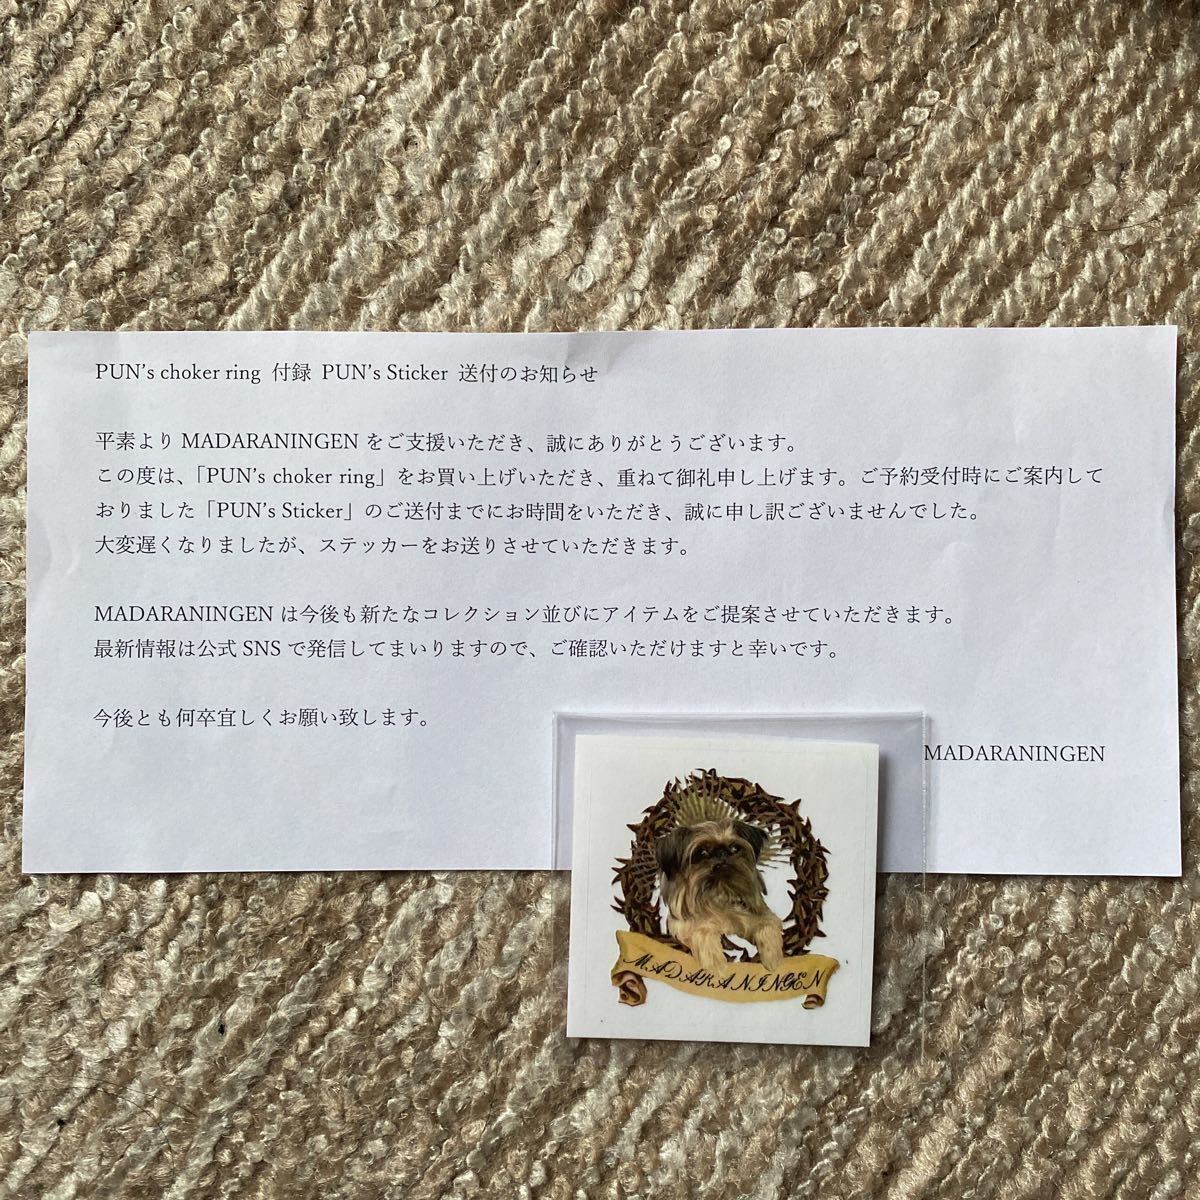 PUN’s choker ring 付録 PUN’s Sticker 送付のお知らせ
平素より MADARANINGEN をご支援いただき、誠にありがとうございます。
この度は、「PUN’s choker ring」をお買い上げいただき、重ねて御礼申し上げます。ご予約受付時にご案内して
おりました「PUN’s Sticker」のご送付までにお時間をいただき、誠に申し訳ございませんでした。
大変遅くなりましたが、ステッカーをお送りさせていただきます。
MADARANINGEN は今後も新たなコレクション並びにアイテムをご提案させていただきます。
最新情報は公式 SNS で発信してまいりますので、ご確認いただけますと幸いです。
今後とも何卒宜しくお願い致します。
MADARANINGEN
MADARANINGEN